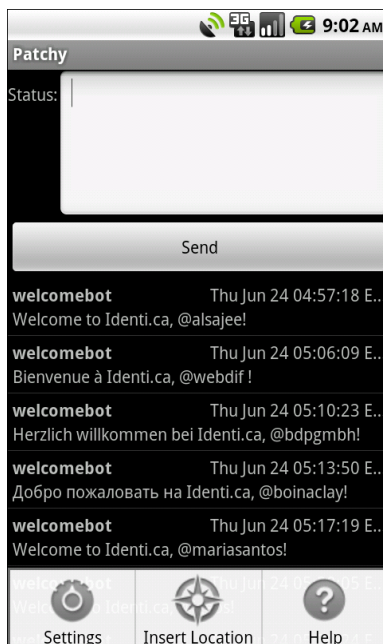 3G
9:02 AM
Patchy
Status:
Send
welcomebot Thu Jun 24 04:57:18 E..
Welcome to Identi.ca, @alsajee!
welcomebot Thu Jun 24 05:06:09 E..
Bienvenue à Identi.ca, @webdif !
welcomebot Thu Jun 24 05:10:23 E..
Herzlich willkommen bei Identi.ca, @bdpgmbh!
welcomebot Thu Jun 24 05:13:50 E..
Добро пожаловать на Identi.ca, @boinaclay!
welcomebot Thu Jun 24 05:17:19 E..
Welcome to Identi.ca, @mariasantos!
Settings Insert Location Help